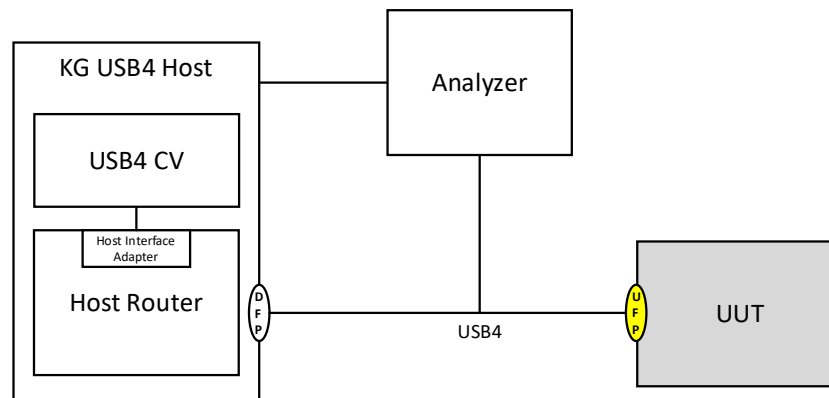 KG USB4 Host
Analyzer
USB4 CV
Host Interface
Adapter
Host Router
D
F
P
USB4
U
F
P
UUT